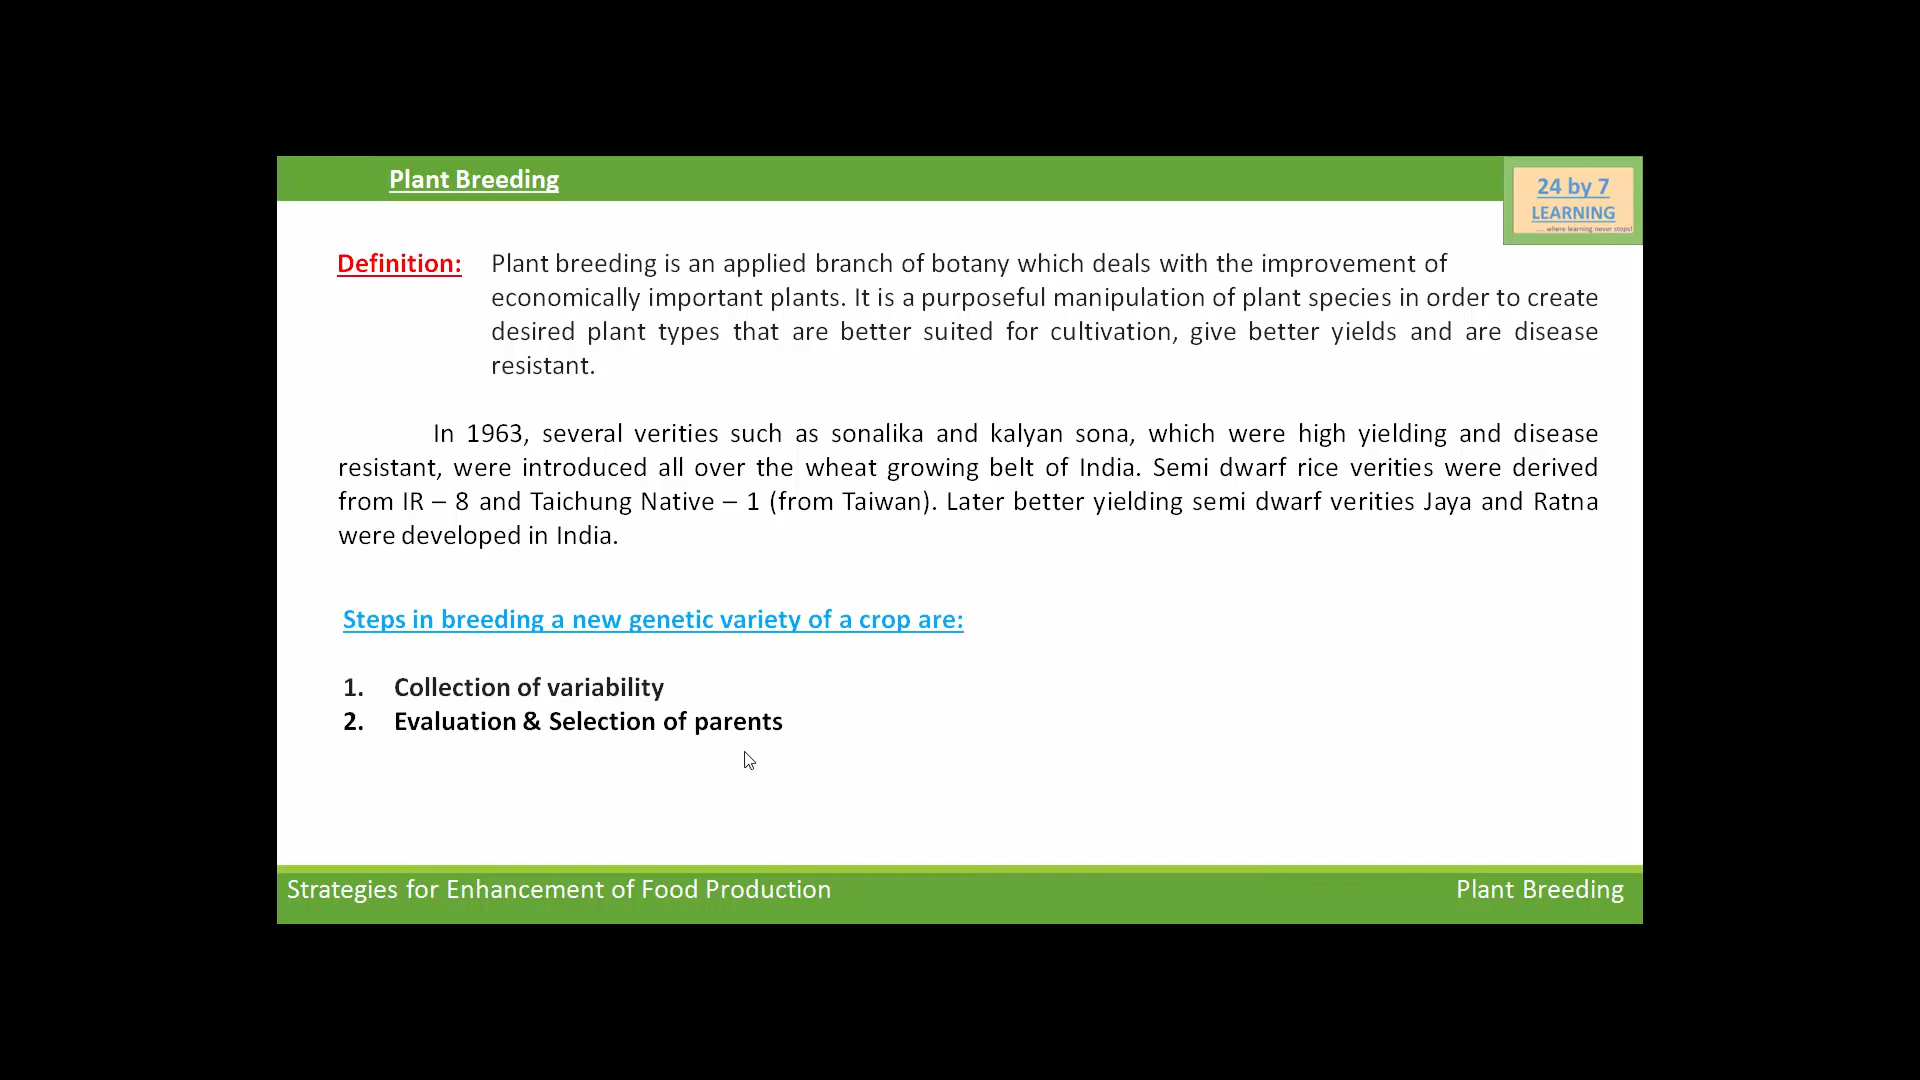 Plant Breeding
24 by 7
LEARNING
.... where learning never stops!
Definition: Plant breeding is an applied branch of botany which deals with the improvement of
economically important plants. It is a purposeful manipulation of plant species in order to create
desired plant types that are better suited for cultivation, give better yields and are disease
resistant.
In 1963, several verities such as sonalika and kalyan sona, which were high yielding and disease
resistant, were introduced all over the wheat growing belt of India. Semi dwarf rice verities were derived
from IR – 8 and Taichung Native – 1 (from Taiwan). Later better yielding semi dwarf verities Jaya and Ratna
were developed in India.
Steps in breeding a new genetic variety of a crop are:
1. Collection of variability
2. Evaluation & Selection of parents
Strategies for Enhancement of Food Production
Plant Breeding